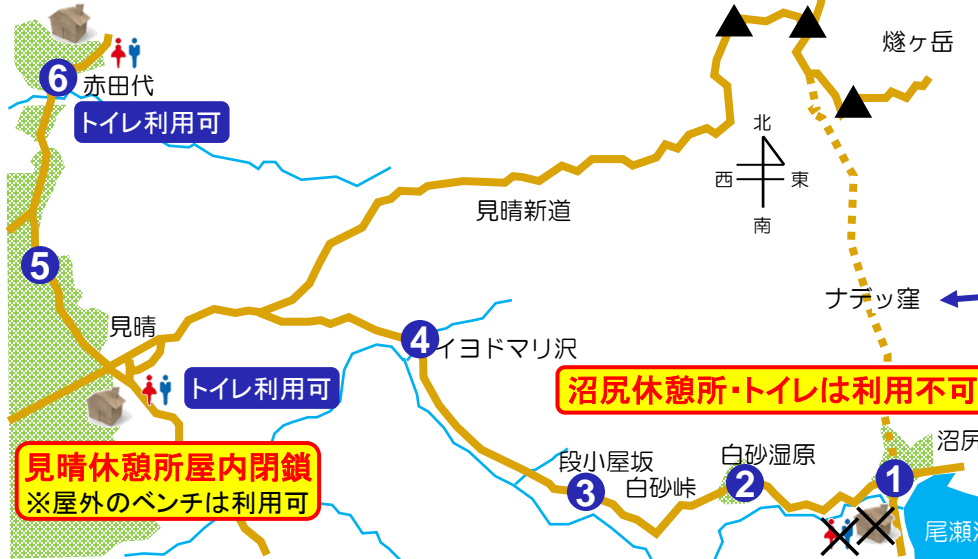 燧ヶ岳
6
赤田代
トイレ利用可
北
西
東
南
見晴新道
5
ナデッ窪
見晴
4
イヨドマリ沢
トイレ利用可
沼尻休憩所・トイレは利用不可
見晴休憩所屋内閉鎖
※屋外のベンチは利用可
段小屋坂
3
白砂峠
白砂湿原
2
沼尻
1
尾瀬